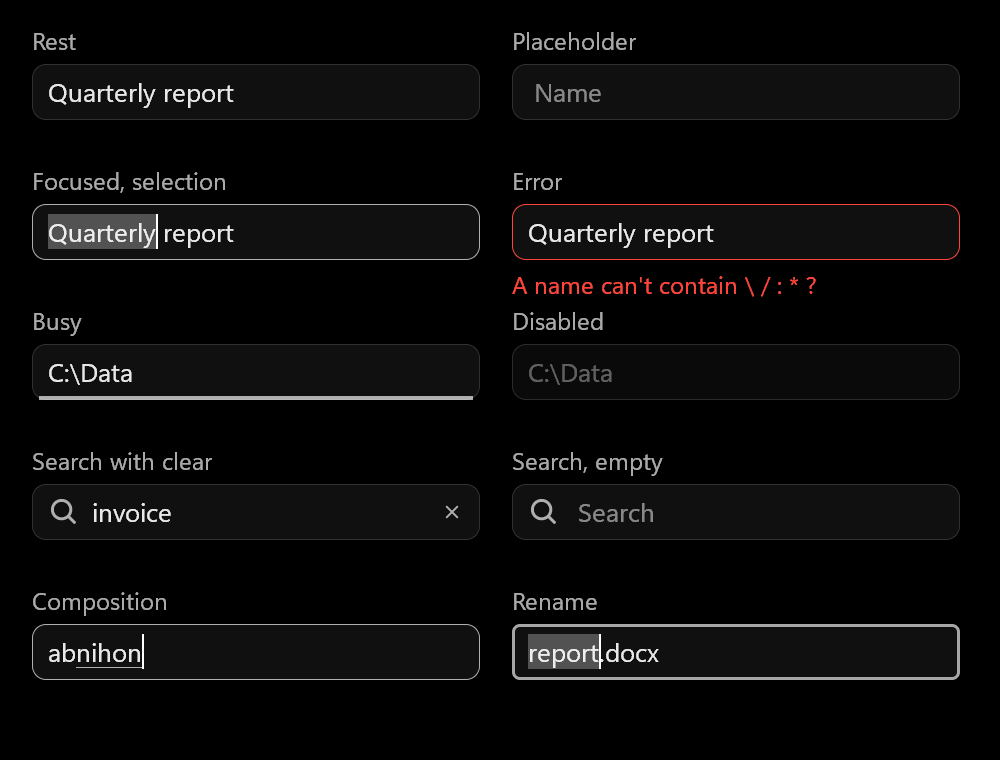 Rest
Placeholder
Quarterly report
Name
Focused, selection
Error
Quarterly report
Quarterly report
A name can't contain \ / : * ?
Busy
Disabled
C:\Data
C:\Data
Search with clear
Search, empty
invoice
Search
Composition
Rename
abnihon
report.docx